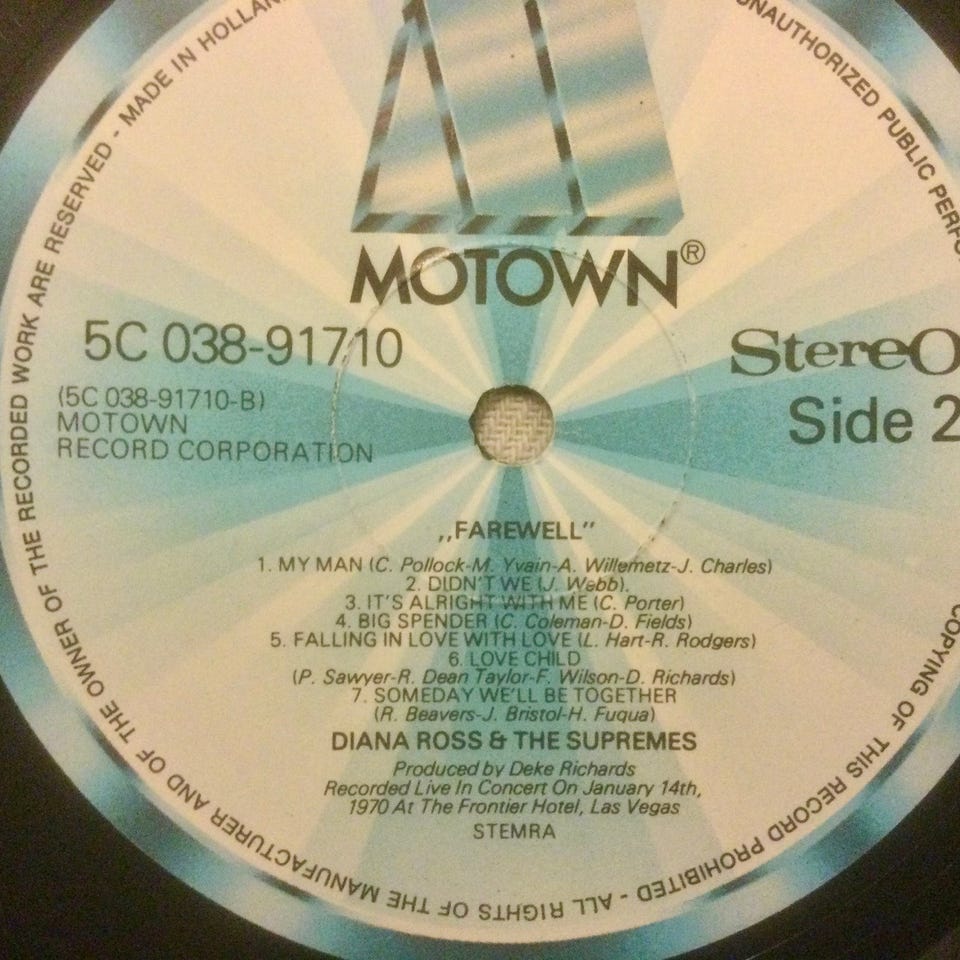 MOTOWN®
5C 038-91710
(5C 038-91710-B)
MOTOWN
RECORD CORPORATION
Stereo
Side 2
,,FAREWELL"
1. MY MAN (C. Pollock-M. Yvain-A. Willemetz-J. Charles)
2. DIDN'T WE (J. Webb).
3. IT'S ALRIGHT WITH ME (C. Porter)
4. BIG SPENDER (C. Coleman-D. Fields)
5. FALLING IN LOVE WITH LOVE (L. Hart-R. Rodgers)
6. LOVE CHILD
(P. Sawyer-R. Dean Taylor-F. Wilson-D. Richards)
7. SOMEDAY WE'LL BE TOGETHER
(R. Beavers-J. Bristol-H. Fuqua)
DIANA ROSS & THE SUPREMES
Produced by Deke Richards
Recorded Live In Concert On January 14th,
1970 At The Frontier Hotel, Las Vegas
STEMRA
COPYING OF THIS RECORD PROHIBITED - ALL RIGHTS OF THE MANUFACTURER AND OF THE OWNER OF THE RECORDED WORK ARE RESERVED - MADE IN HOLLAN
UNAUTHORIZED PUBLIC PERFO